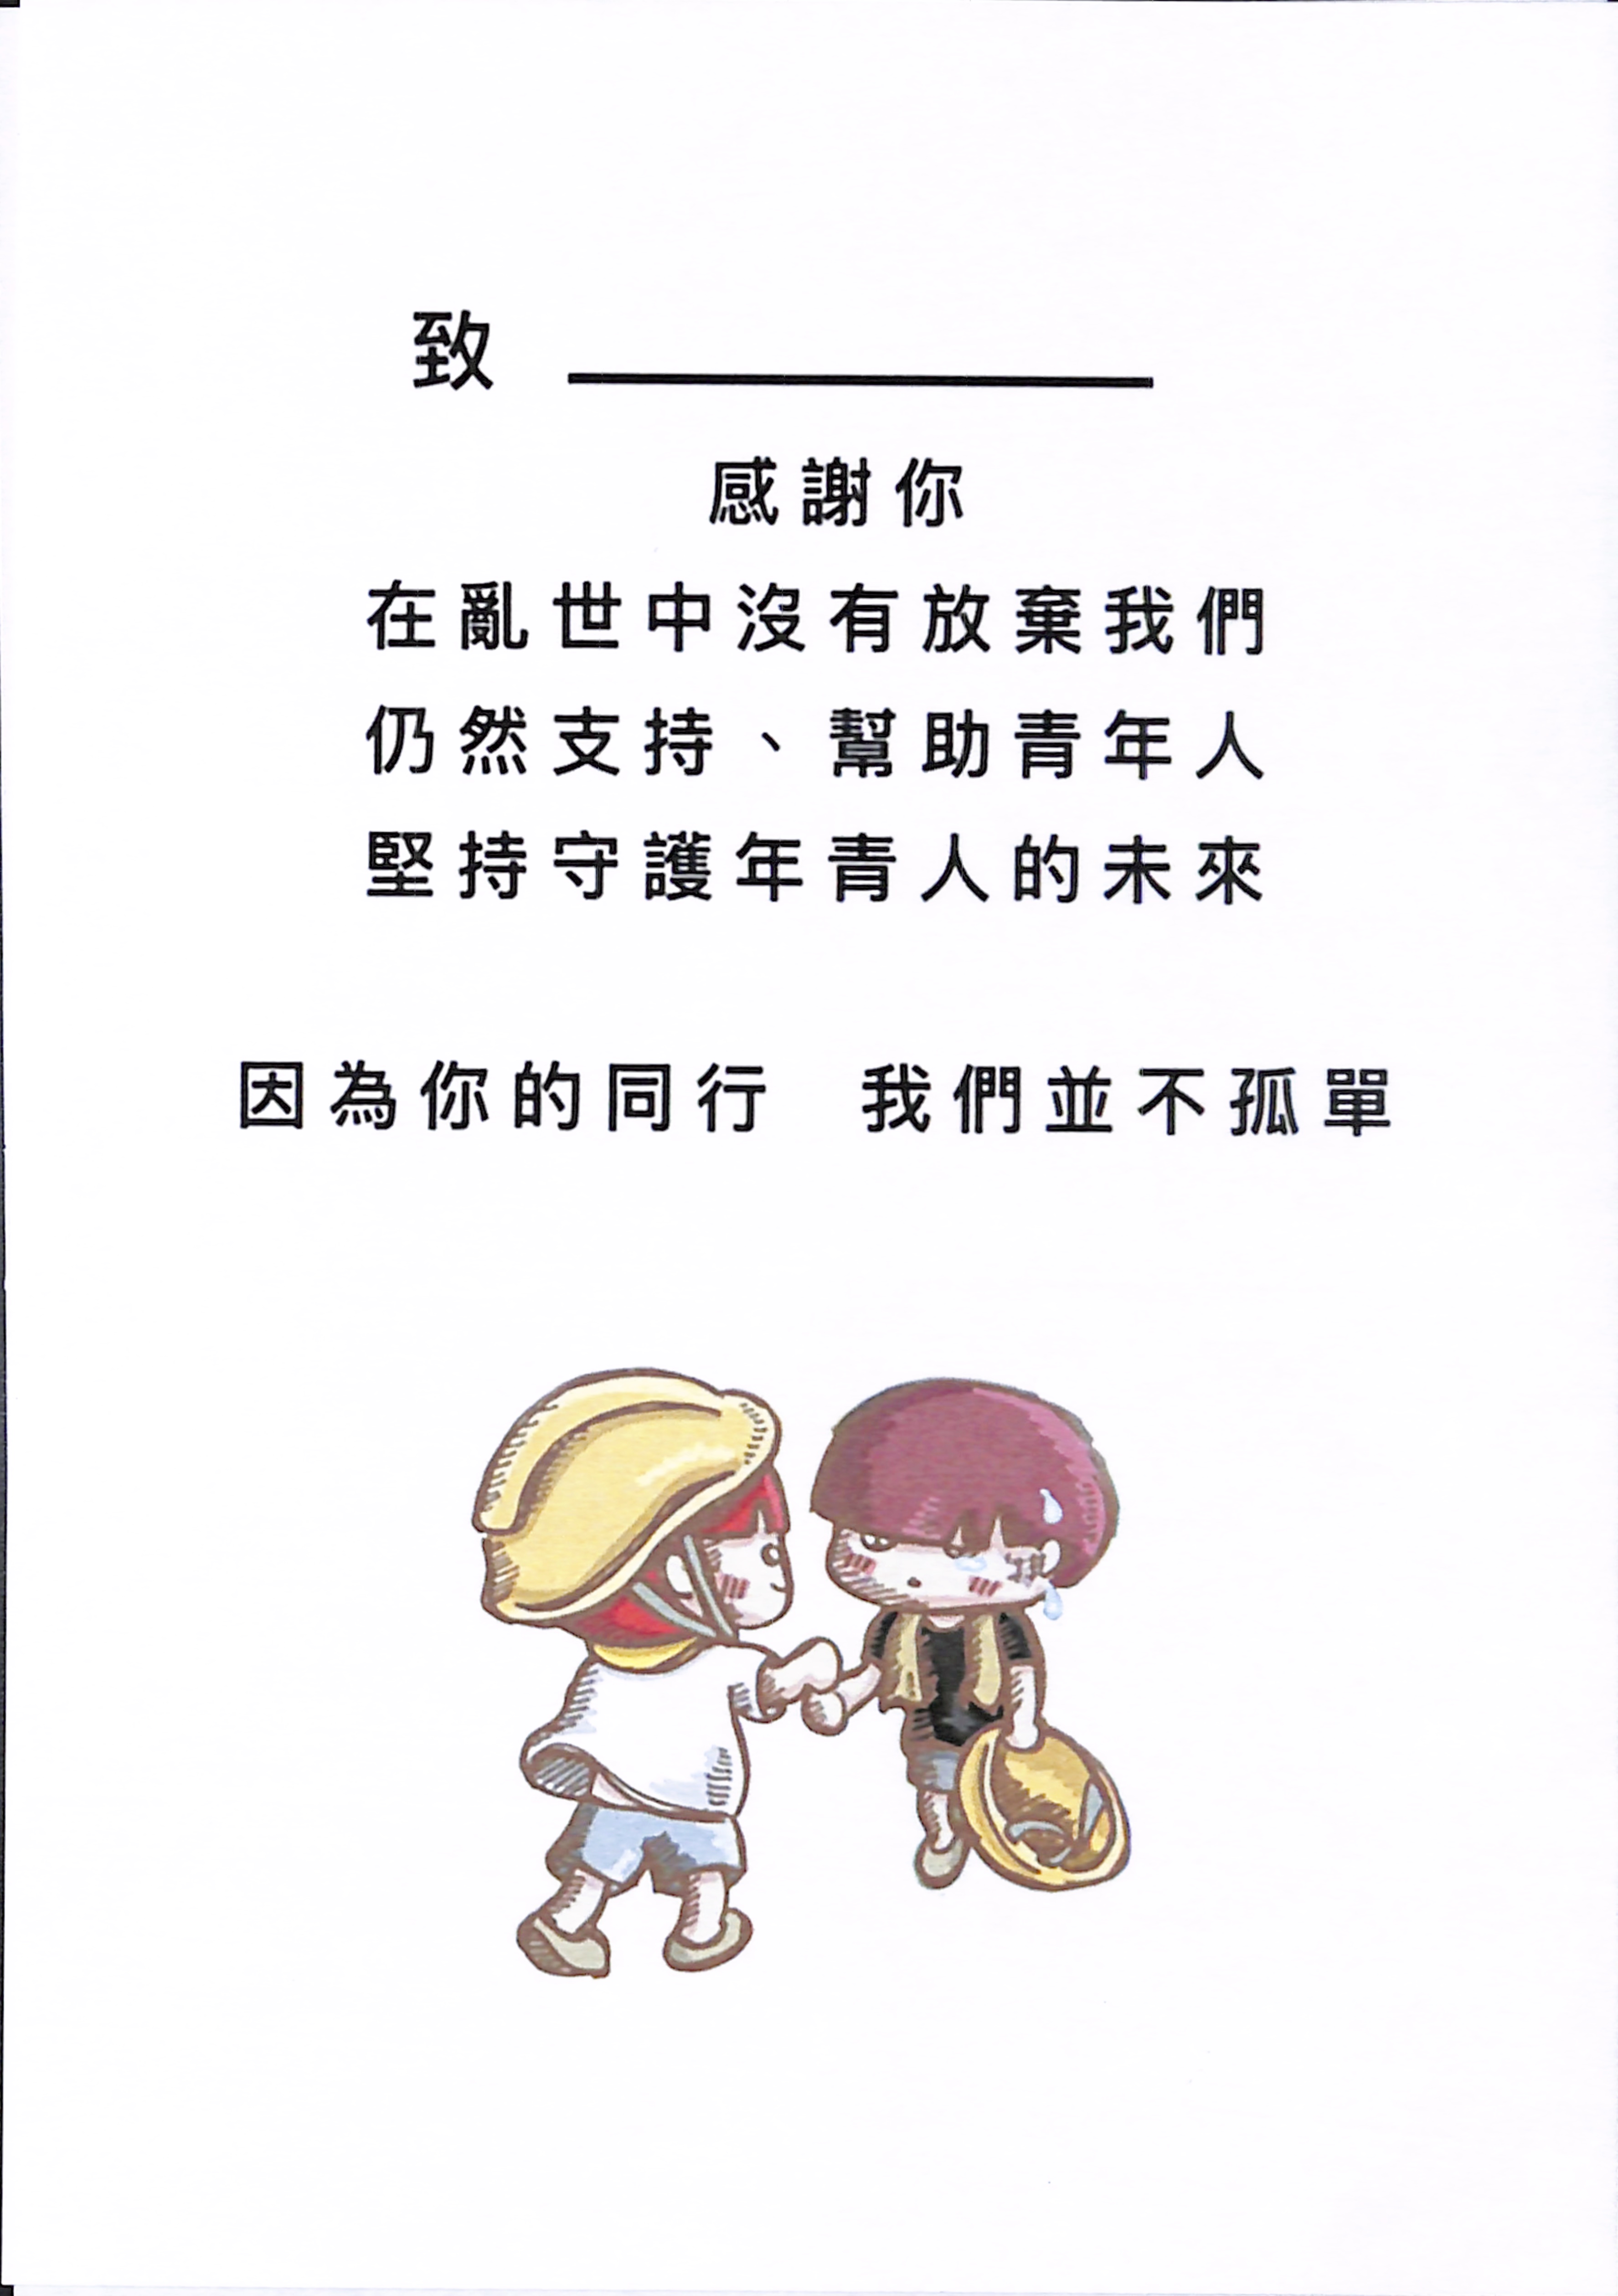 致 ＿＿＿＿＿＿
感謝你
在亂世中沒有放棄我們
仍然支持、幫助青年人
堅持守護年青人的未來
因為你的同行　我們並不孤單